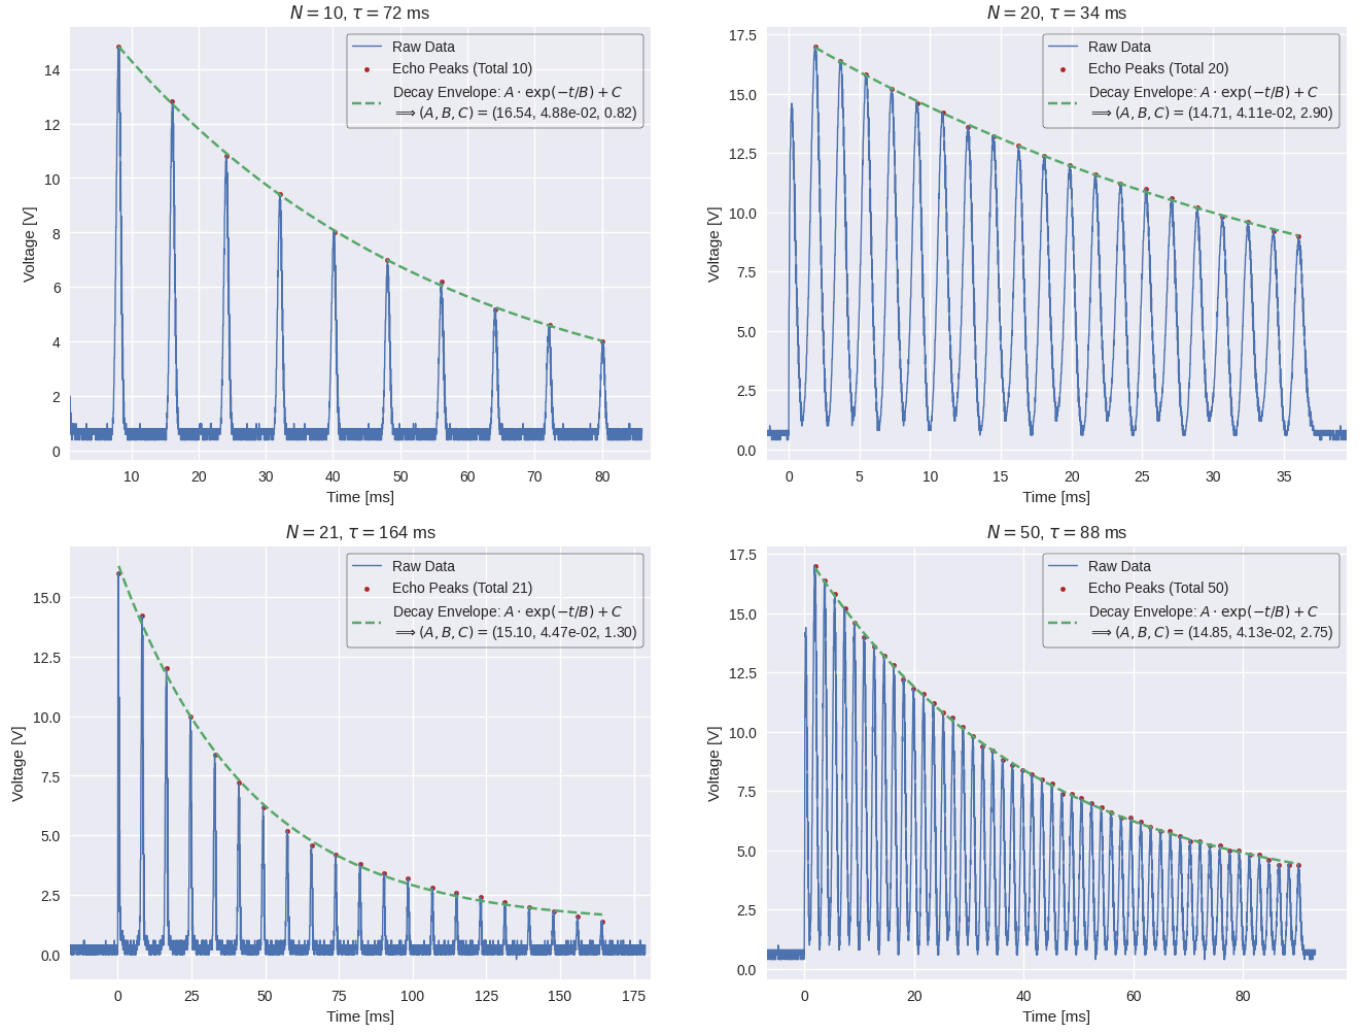 N = 10, τ = 72 ms
Voltage [V]
14
12
10
8
6
4
2
0
Raw Data
Echo Peaks (Total 10)
Decay Envelope: A · exp(−t/B) + C
⟹ (A, B, C) = (16.54, 4.88e-02, 0.82)
10 20 30 40 50 60 70 80
Time [ms]
N = 20, τ = 34 ms
Voltage [V]
17.5
15.0
12.5
10.0
7.5
5.0
2.5
0.0
Raw Data
Echo Peaks (Total 20)
Decay Envelope: A · exp(−t/B) + C
⟹ (A, B, C) = (14.71, 4.11e-02, 2.90)
0 5 10 15 20 25 30 35
Time [ms]
N = 21, τ = 164 ms
Voltage [V]
15.0
12.5
10.0
7.5
5.0
2.5
0.0
Raw Data
Echo Peaks (Total 21)
Decay Envelope: A · exp(−t/B) + C
⟹ (A, B, C) = (15.10, 4.47e-02, 1.30)
0 25 50 75 100 125 150 175
Time [ms]
N = 50, τ = 88 ms
Voltage [V]
17.5
15.0
12.5
10.0
7.5
5.0
2.5
0.0
Raw Data
Echo Peaks (Total 50)
Decay Envelope: A · exp(−t/B) + C
⟹ (A, B, C) = (14.85, 4.13e-02, 2.75)
0 20 40 60 80
Time [ms]